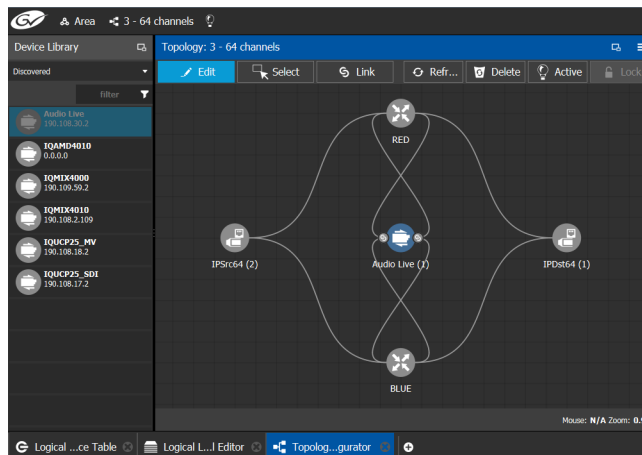 GV Area 3 - 64 channels
Device Library
Topology: 3 - 64 channels
Discovered
Edit Select Link Refr... Delete Active Lock
filter
Audio Live
190.108.30.2
IQAMD4010
0.0.0.0
IQMIX4000
190.109.59.2
IQMIX4010
190.108.2.109
IQUCP25_MV
190.108.18.2
IQUCP25_SDI
190.108.17.2
RED
IPSrc64 (2)
Audio Live (1)
IPDst64 (1)
BLUE
Mouse: N/A Zoom: 0.9
Logical ...ce Table Logical L...l Editor Topolog...gurator